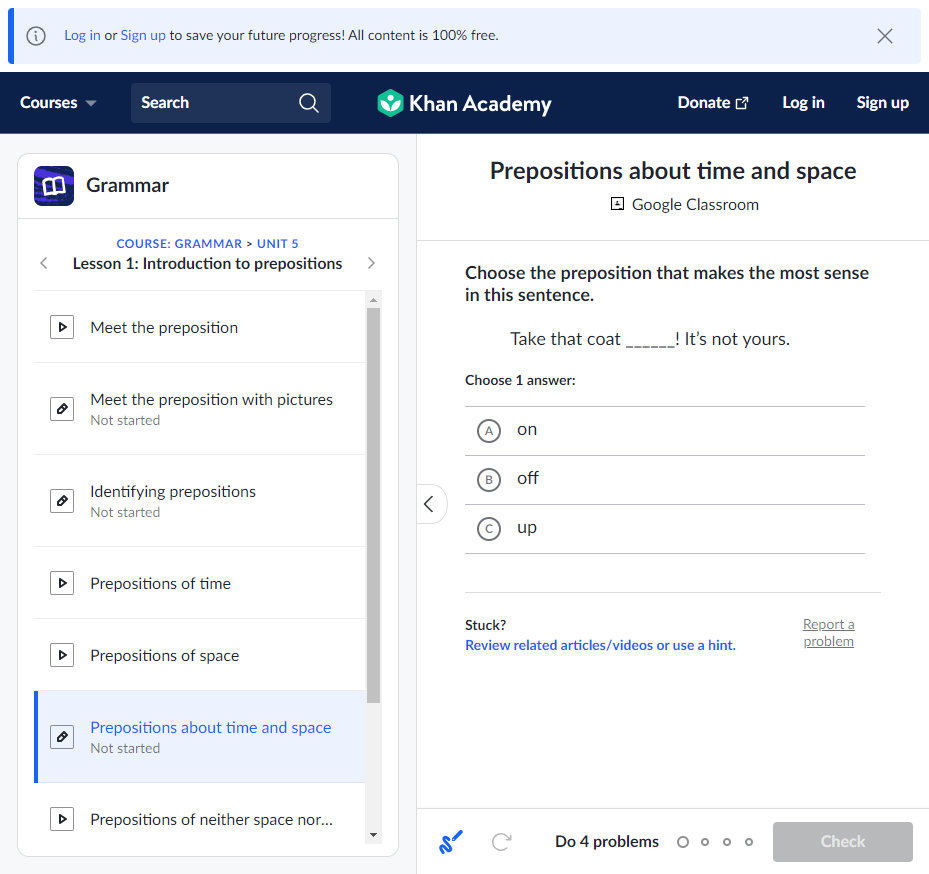 Log in or Sign up to save your future progress! All content is 100% free.
Courses
Search
Khan Academy
Donate
Log in
Sign up
Grammar
COURSE: GRAMMAR > UNIT 5
Lesson 1: Introduction to prepositions
Meet the preposition
Meet the preposition with pictures
Not started
Identifying prepositions
Not started
Prepositions of time
Prepositions of space
Prepositions about time and space
Not started
Prepositions of neither space nor...
Prepositions about time and space
Google Classroom
Choose the preposition that makes the most sense
in this sentence.
Take that coat ______! It’s not yours.
Choose 1 answer:
A on
B off
C up
Stuck?
Review related articles/videos or use a hint.
Report a
problem
Do 4 problems
Check